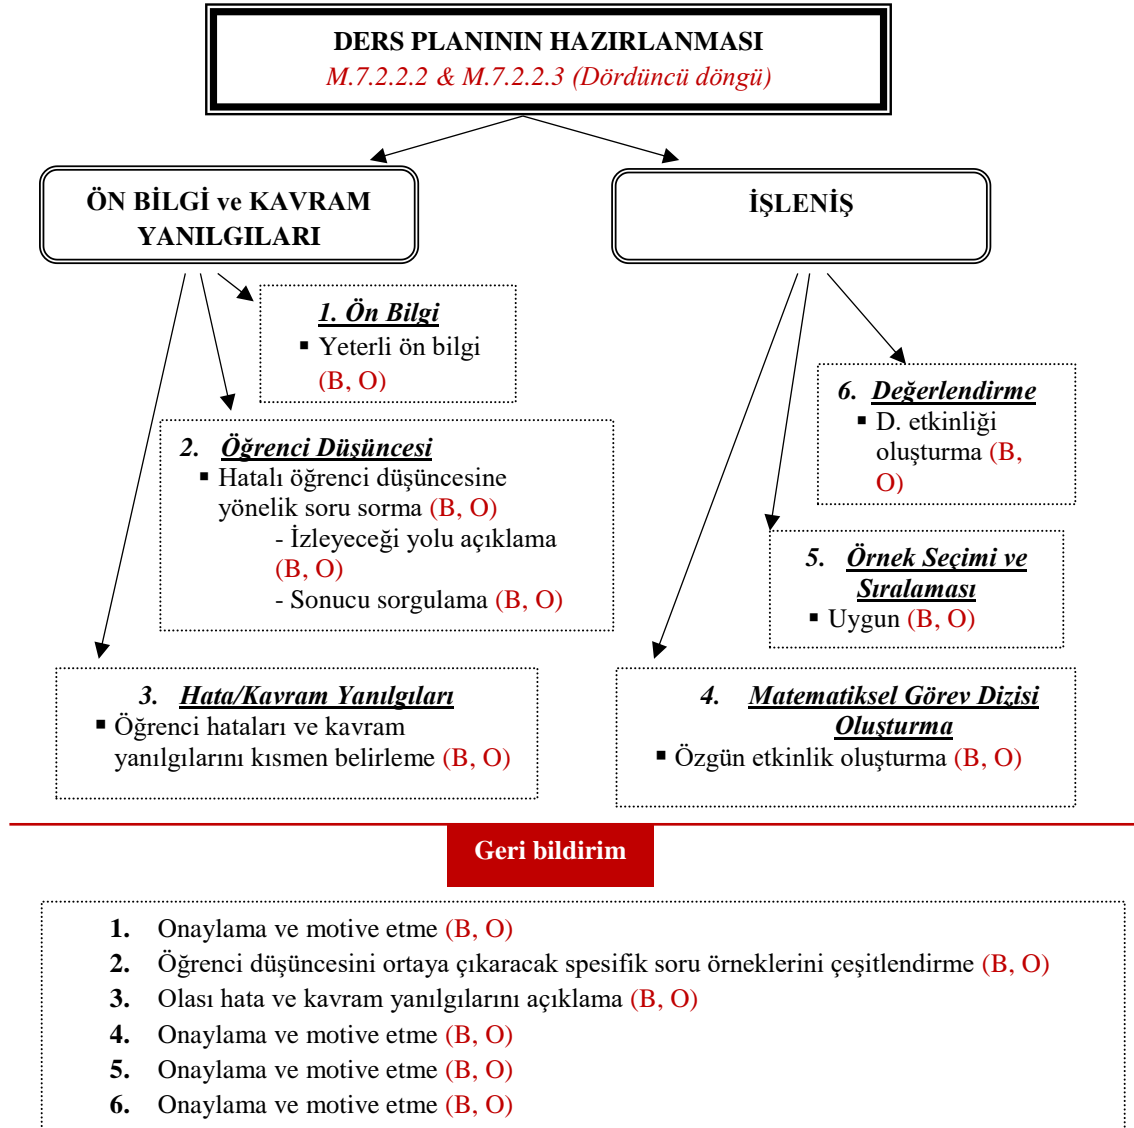 DERS PLANININ HAZIRLANMASI
M.7.2.2.2 & M.7.2.2.3 (Dördüncü döngü)
ÖN BİLGİ ve KAVRAM
YANILGILARI
İŞLENİŞ
1. Ön Bilgi
▪ Yeterli ön bilgi
(B, O)
2. Öğrenci Düşüncesi
▪ Hatalı öğrenci düşüncesine
yönelik soru sorma (B, O)
- İzleyeceği yolu açıklama
(B, O)
- Sonucu sorgulama (B, O)
3. Hata/Kavram Yanılgıları
▪ Öğrenci hataları ve kavram
yanılgılarını kısmen belirleme (B, O)
6. Değerlendirme
▪ D. etkinliği
oluşturma (B,
O)
5. Örnek Seçimi ve
Sıralaması
▪ Uygun (B, O)
4. Matematiksel Görev Dizisi
Oluşturma
▪ Özgün etkinlik oluşturma (B, O)
Geri bildirim
1. Onaylama ve motive etme (B, O)
2. Öğrenci düşüncesini ortaya çıkaracak spesifik soru örneklerini çeşitlendirme (B, O)
3. Olası hata ve kavram yanılgılarını açıklama (B, O)
4. Onaylama ve motive etme (B, O)
5. Onaylama ve motive etme (B, O)
6. Onaylama ve motive etme (B, O)